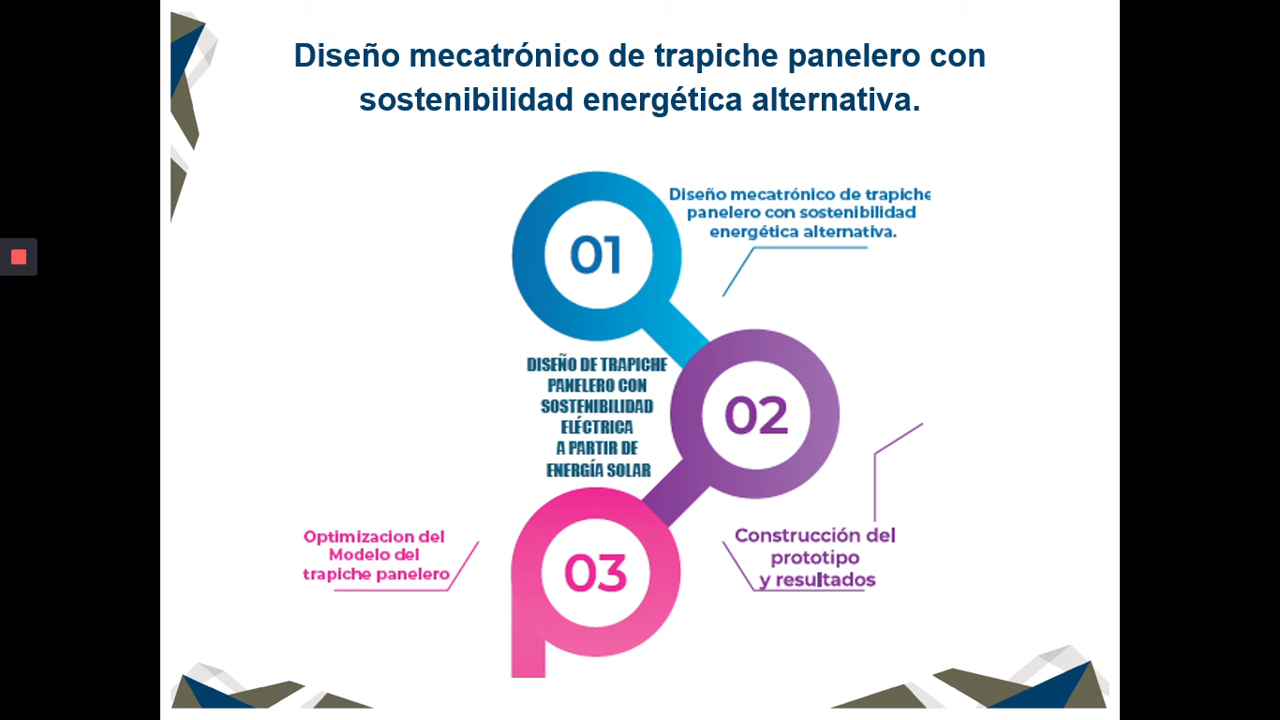 Diseño mecatrónico de trapiche panelero con
sostenibilidad energética alternativa.
01
Diseño mecatrónico de trapiche
panelero con sostenibilidad
energética alternativa.
DISEÑO DE TRAPICHE
PANELERO CON
SOSTENIBILIDAD
ELÉCTRICA
A PARTIR DE
ENERGÍA SOLAR
02
Construcción del
prototipo
y resultados
03
Optimizacion del
Modelo del
trapiche panelero